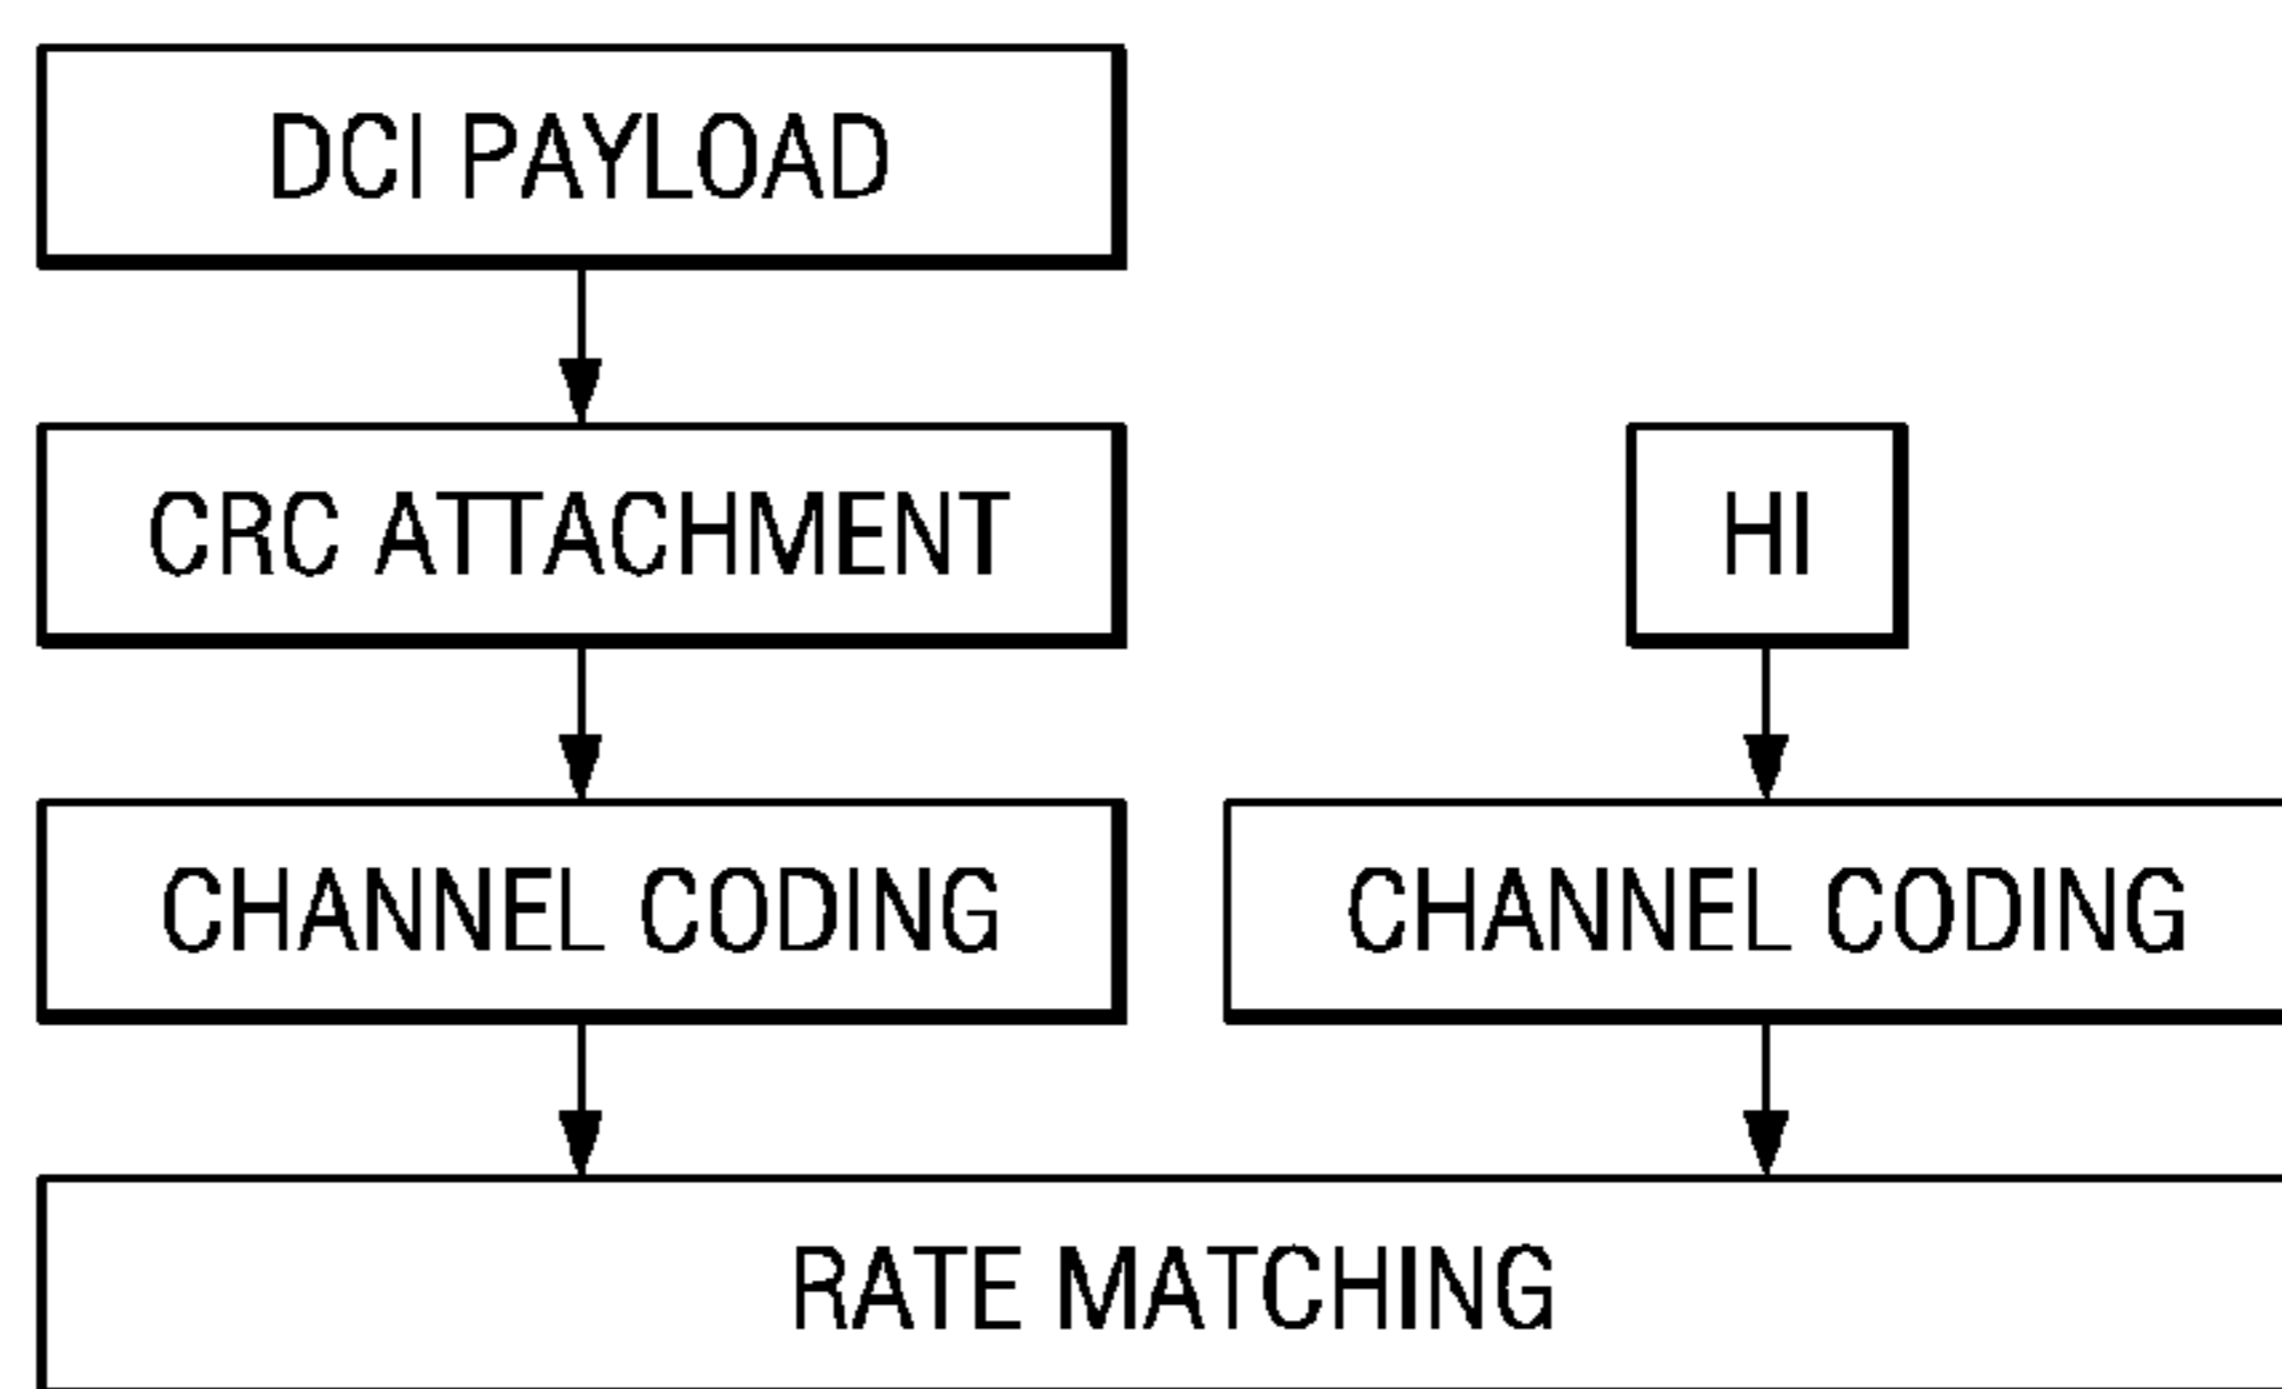 DCI PAYLOAD
CRC ATTACHMENT
HI
CHANNEL CODING
CHANNEL CODING
RATE MATCHING